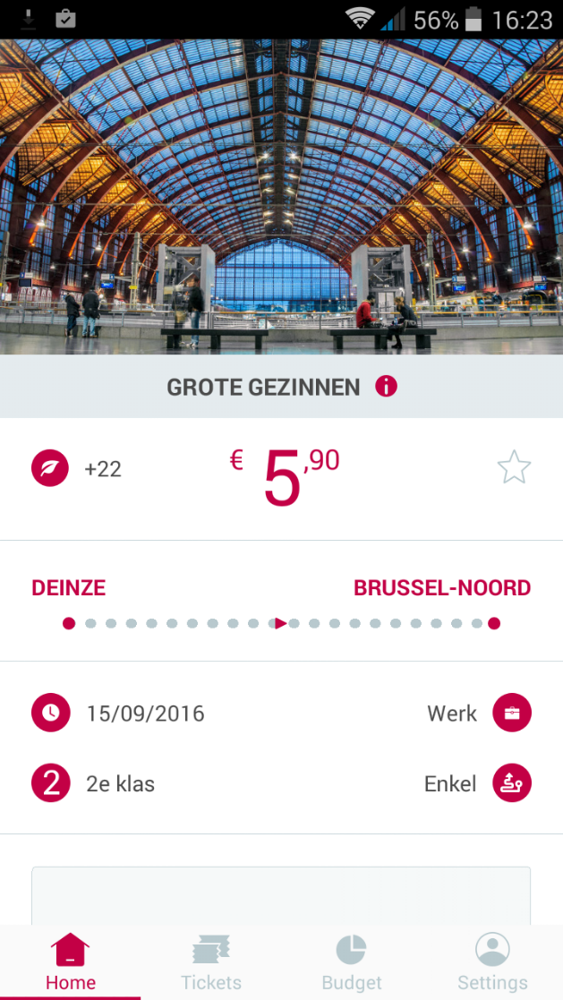 56% 16:23
GROTE GEZINNEN
+22 € 5,90
DEINZE BRUSSEL-NOORD
15/09/2016 Werk
2 2e klas Enkel
Home Tickets Budget Settings